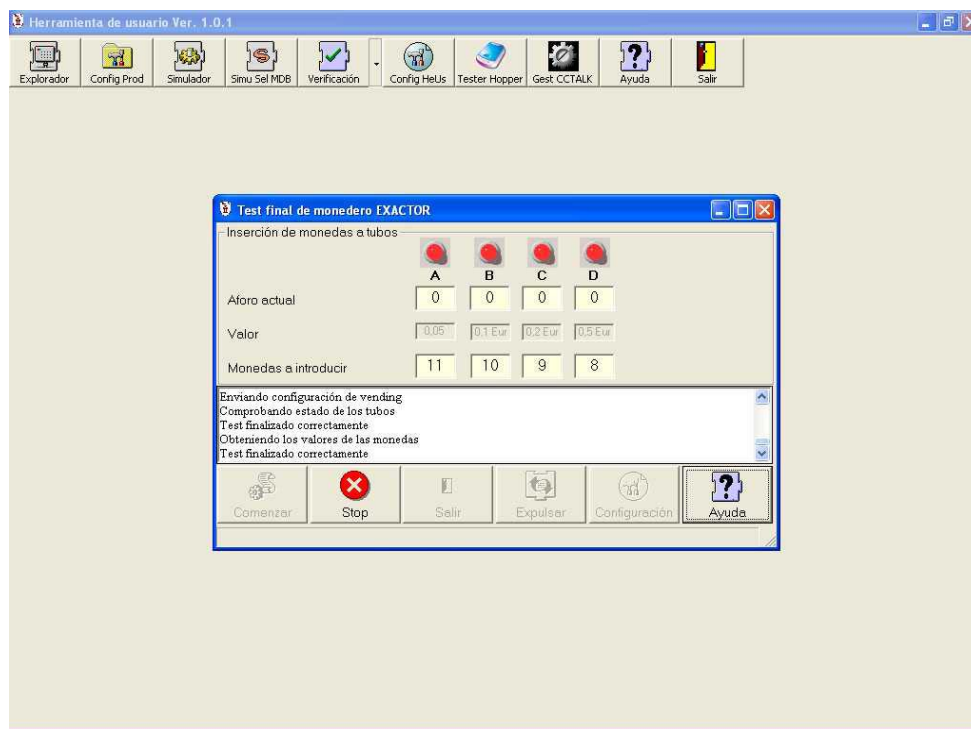 Herramienta de usuario Ver. 1.0.1
Explorador Config Prod Simulador Simu Sel MDB Verificación Config HeUs Tester Hopper Gest CCTALK Ayuda Salir
Test final de monedero EXACTOR
Inserción de monedas a tubos
A B C D
Aforo actual 0 0 0 0
Valor 0,05 0,1 Eur 0,2 Eur 0,5 Eur
Monedas a introducir 11 10 9 8
Enviando configuración de vending
Comprobando estado de los tubos
Test finalizado correctamente
Obteniendo los valores de las monedas
Test finalizado correctamente
Comenzar Stop Salir Expulsar Configuración Ayuda